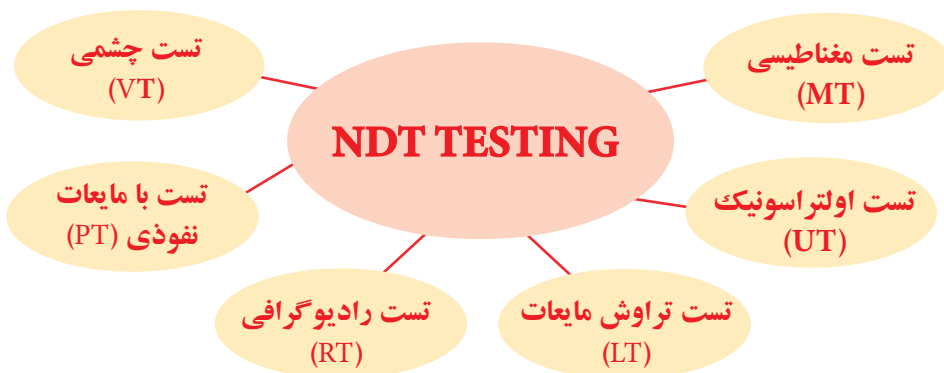 تست چشمی
(VT)
تست مغناطیسی
(MT)
NDT TESTING
تست با مایعات
نفوذی (PT)
تست اولتراسونیک
(UT)
تست رادیوگرافی
(RT)
تست تراوش مایعات
(LT)